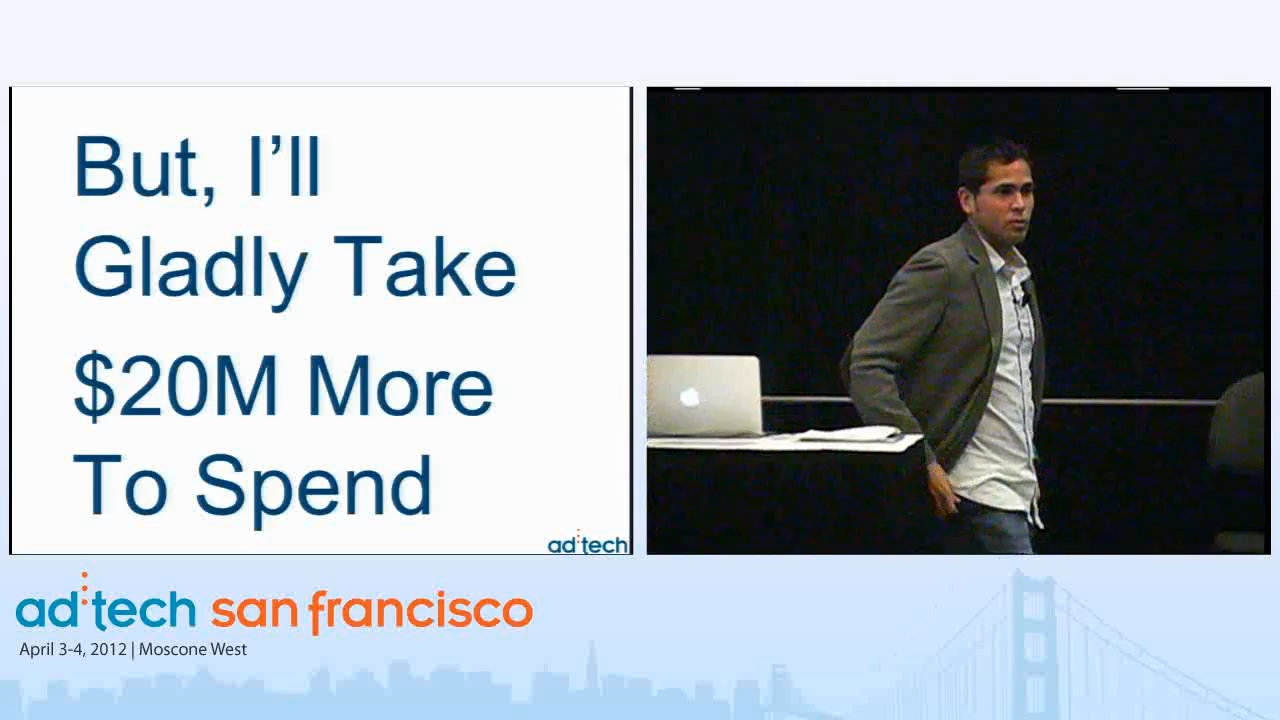 But, I'll
Gladly Take
$20M More
To Spend
ad:tech
ad:tech san francisco
April 3-4, 2012 | Moscone West